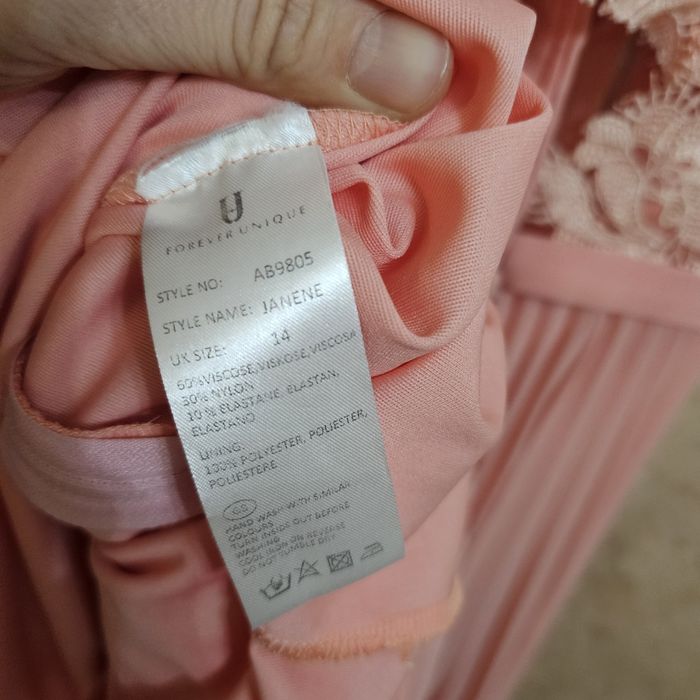 FOREVER UNIQUE
STYLE NO: AB9805
STYLE NAME: JANENE
UK SIZE: 14
60%VISCOSE,VISKOSE,VISCOSA
30% NYLON
10 % ELASTANE, ELASTAN,
ELASTANO
LINING:
100% POLYESTER, POLIESTER,
POLIESTERE
HAND WASH WITH SIMILAR
COLOURS
TURN INSIDE OUT BEFORE
WASHING
COOL IRON ON REVERSE
DO NOT TUMBLE DRY